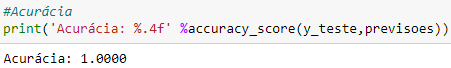 #Acurácia
print('Acurácia: %.4f' %accuracy_score(y_teste,previsoes))
Acurácia: 1.0000